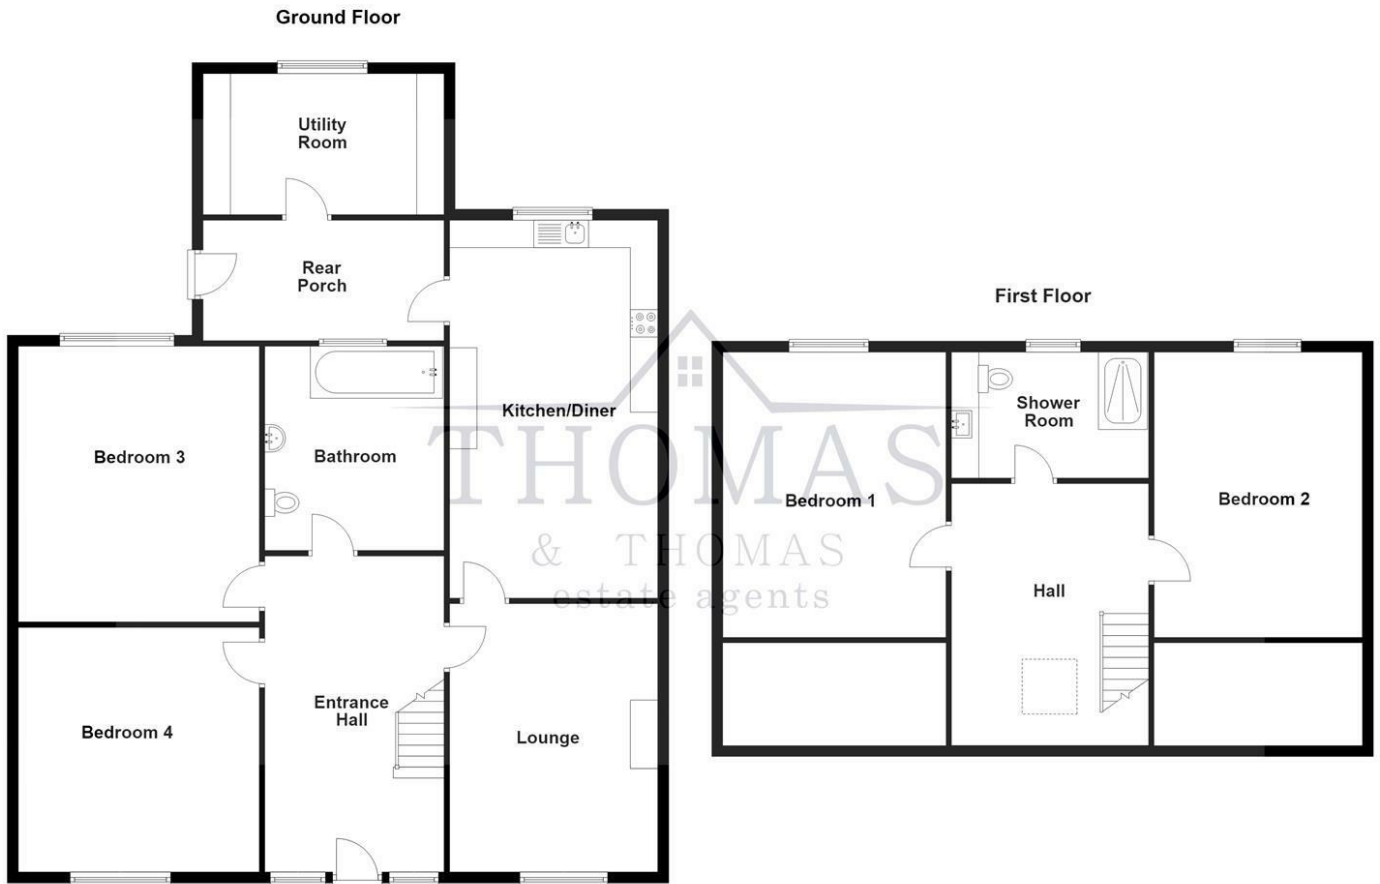 Ground Floor
Utility
Room
Rear
Porch
Kitchen/Diner
Bedroom 3
Bathroom
Bedroom 4
Entrance
Hall
Lounge
First Floor
Shower
Room
Bedroom 1
Bedroom 2
Hall
THOMAS
& THOMAS
estate agents